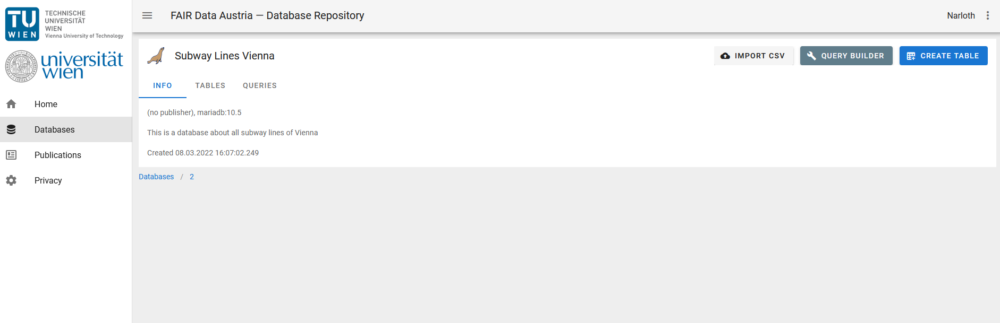 TU
WIEN
TECHNISCHE
UNIVERSITÄT
WIEN
Vienna University of Technology
universität
wien
Home
Databases
Publications
Privacy
FAIR Data Austria — Database Repository
Narloth
Subway Lines Vienna
IMPORT CSV
QUERY BUILDER
CREATE TABLE
INFO
TABLES
QUERIES
(no publisher), mariadb:10.5
This is a database about all subway lines of Vienna
Created 08.03.2022 16:07:02.249
Databases / 2